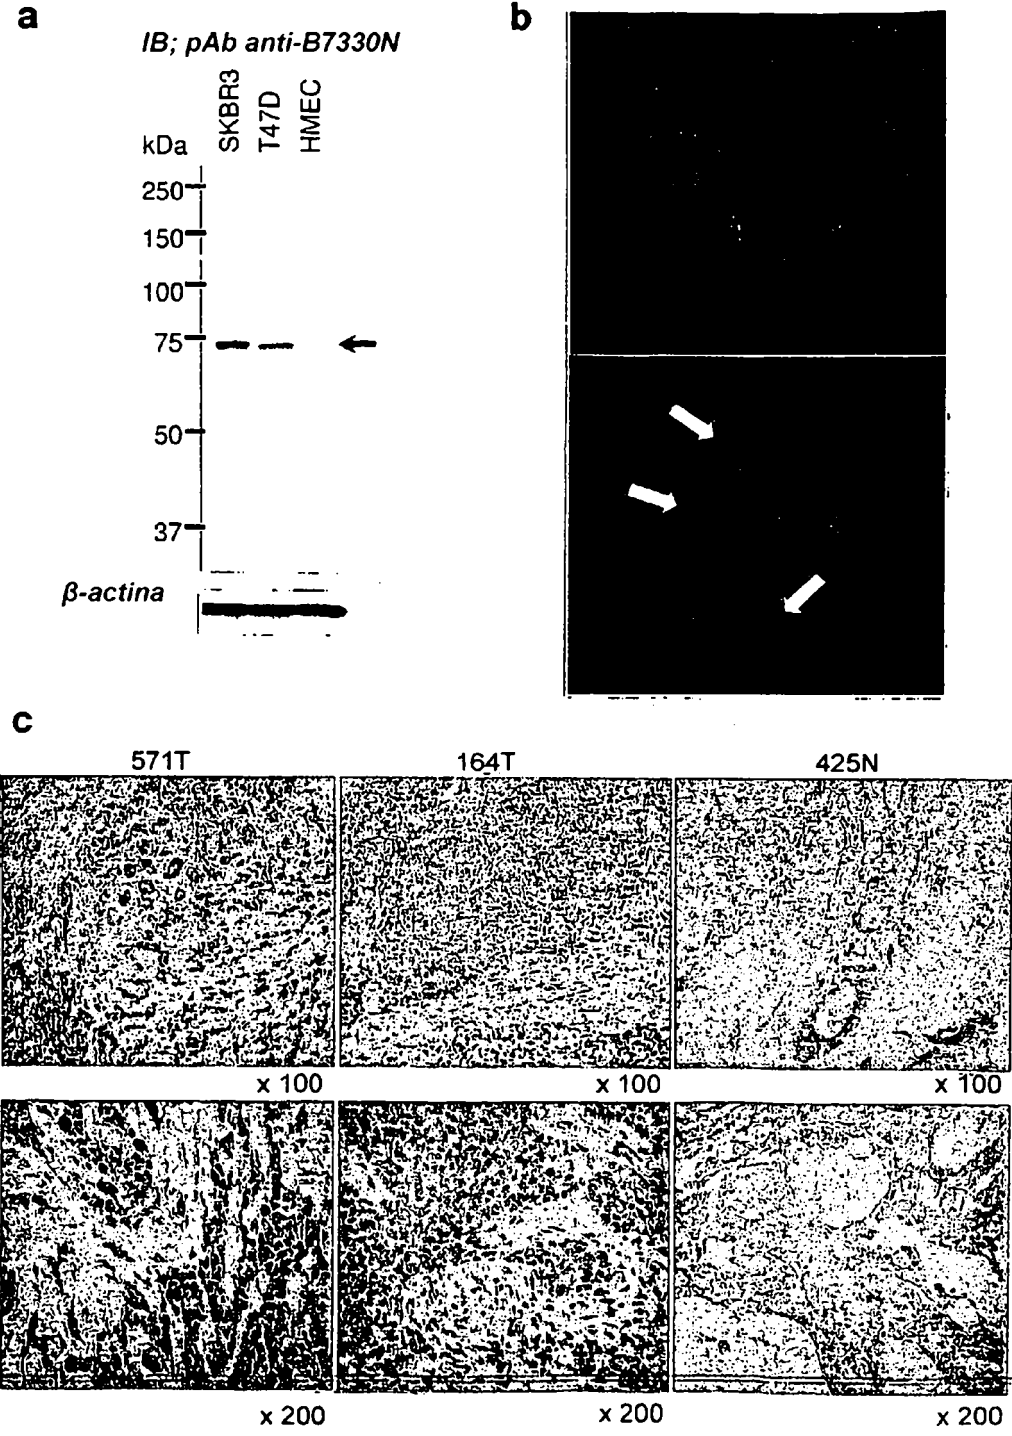 a
IB; pAb anti-B7330N
SKBR3
T47D
HMEC
kDa
250
150
100
75
50
37
β-actina
b
c
571T 164T 425N
x 100 x 100 x 100
x 200 x 200 x 200